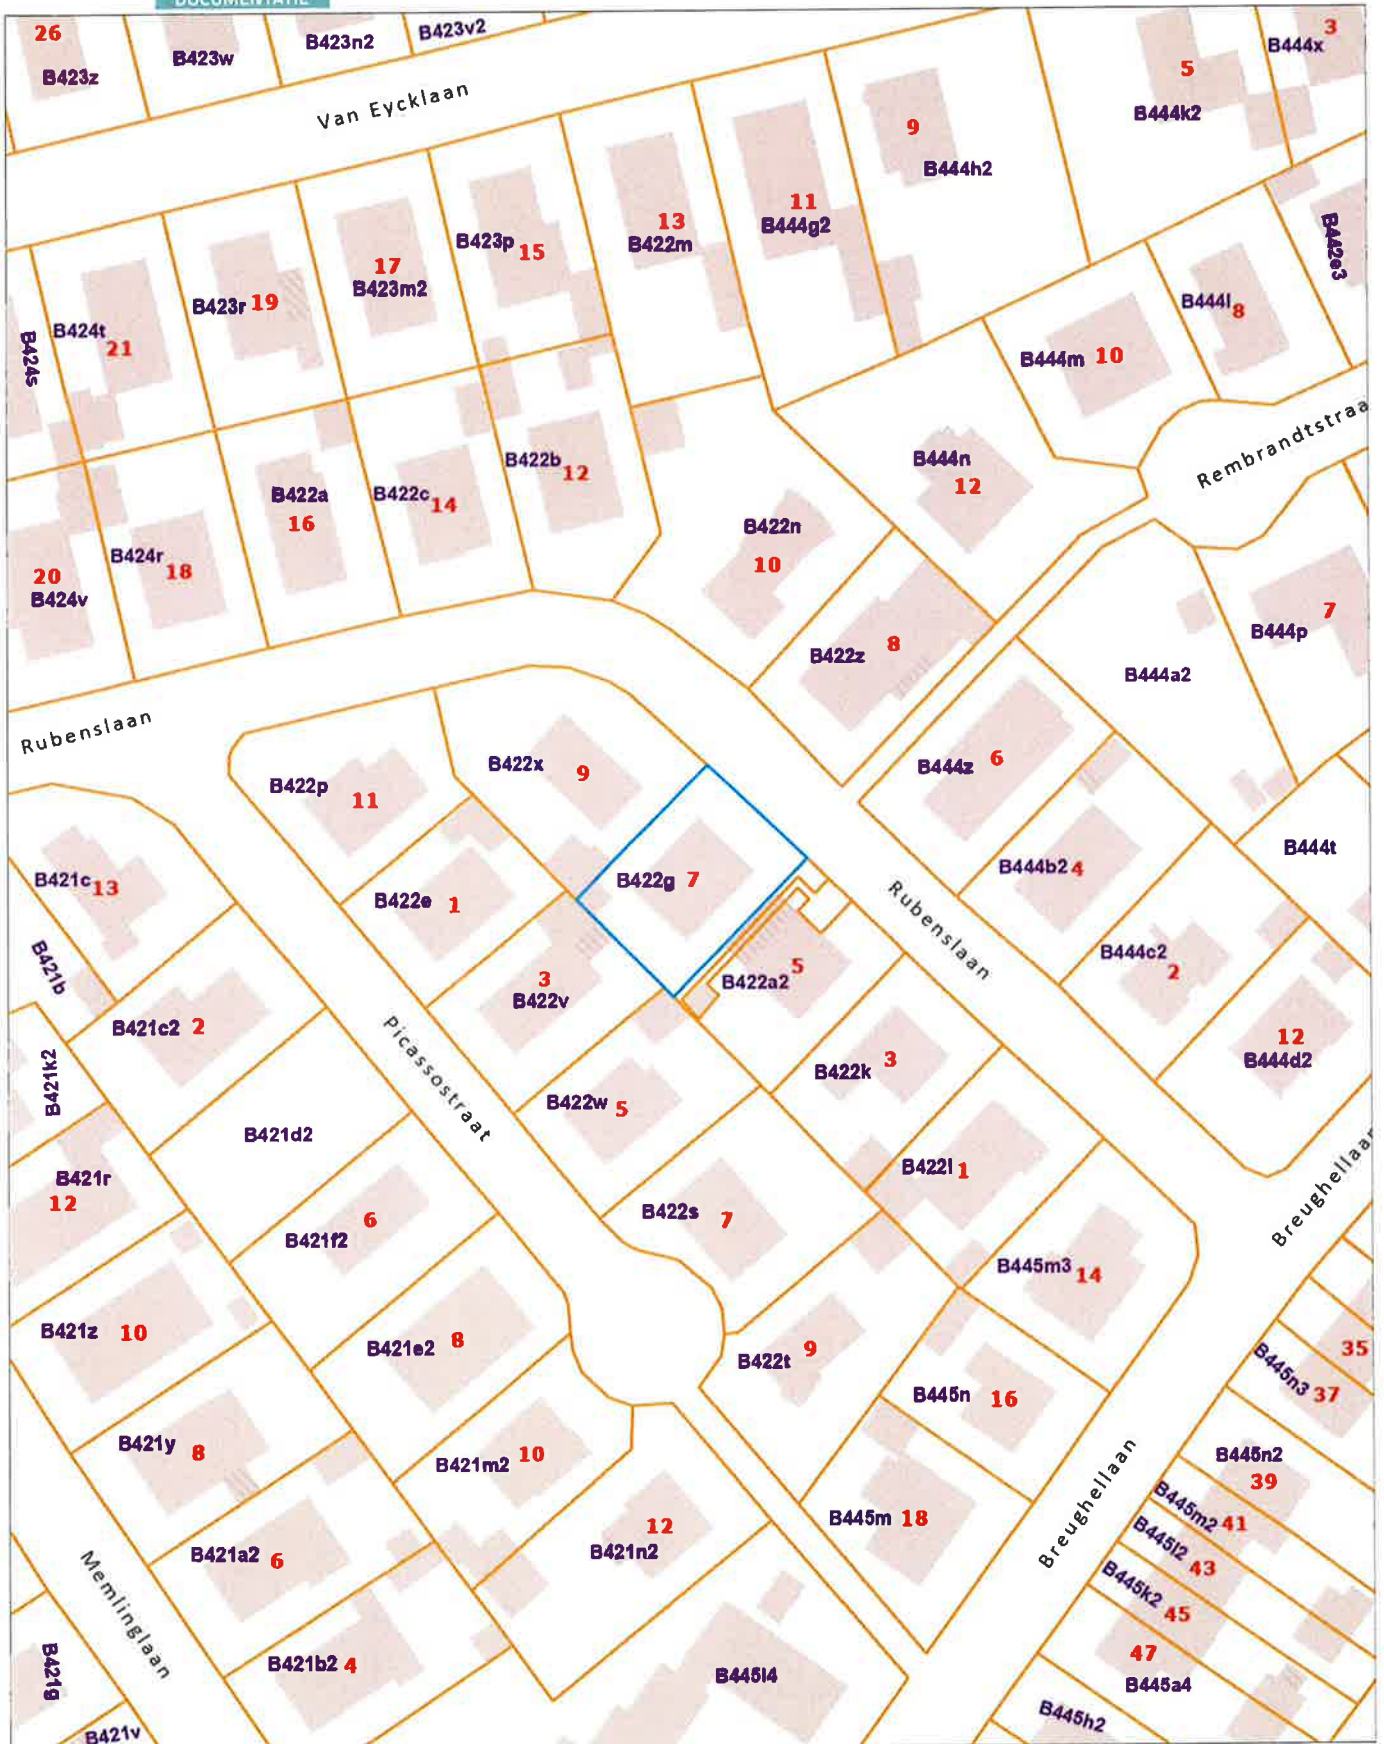 DOCUMENTATIE
26
B423z
B423w
B423n2
B423v2
Van Eycklaan
5
B444k2
3
B444x
9
B444h2
B442e3
B424s
B424t
21
B423r 19
17
B423m2
B423p
15
13
B422m
11
B444g2
B444l
8
B444m 10
Rembrandtstraa
20
B424v
B424r
18
B422a
16
B422c
14
B422b
12
B422n
10
B444n
12
B422z 8
B444a2
B444p
7
Rubenslaan
B422p
11
B422x
9
B444z 6
B444b2 4
B444t
B421c
13
B422e 1
B422g 7
Rubenslaan
B444c2
2
B421b
B421c2 2
3
B422v
B422a2
5
12
B444d2
B421k2
Picassostraat
B422w
5
B422k
3
B421r
12
B421d2
B422l 1
Breughellaan
B421f2
6
B422s
7
B445m3
14
B421z 10
B421e2
8
B422t
9
35
B445n3 37
B445n 16
B421y
8
B421m2 10
B445n2
39
Breughellaan
B445m 18
B445m2 41
B421a2
6
12
B421n2
B445l2
43
Memlinglaan
B445k2
45
B421g
B421b2 4
B445l4
47
B445a4
B421v
B445h2